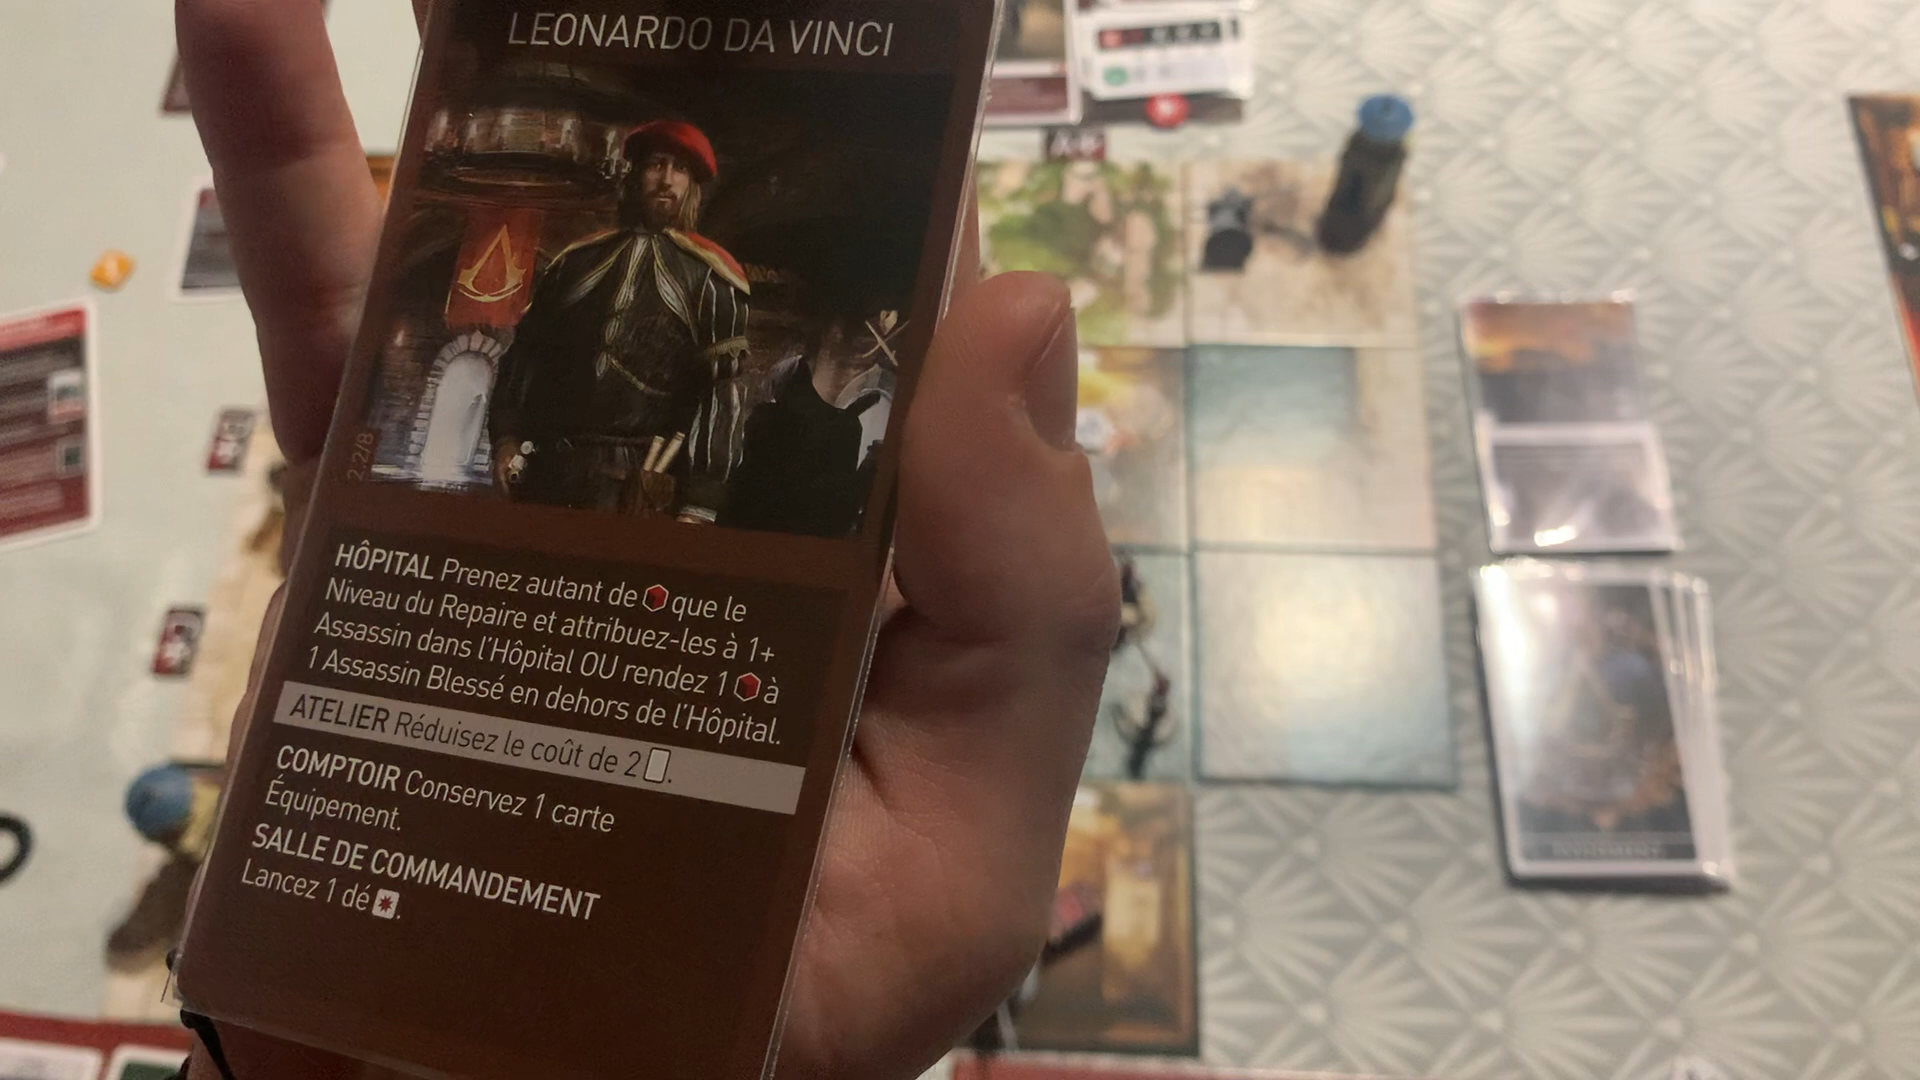 LEONARDO DA VINCI
2.2/8
HÔPITAL Prenez autant de que le
Niveau du Repaire et attribuez-les à 1+
Assassin dans l'Hôpital OU rendez 1 à
1 Assassin Blessé en dehors de l'Hôpital.
ATELIER Réduisez le coût de 2 .
COMPTOIR Conservez 1 carte
Équipement.
SALLE DE COMMANDEMENT
Lancez 1 dé .